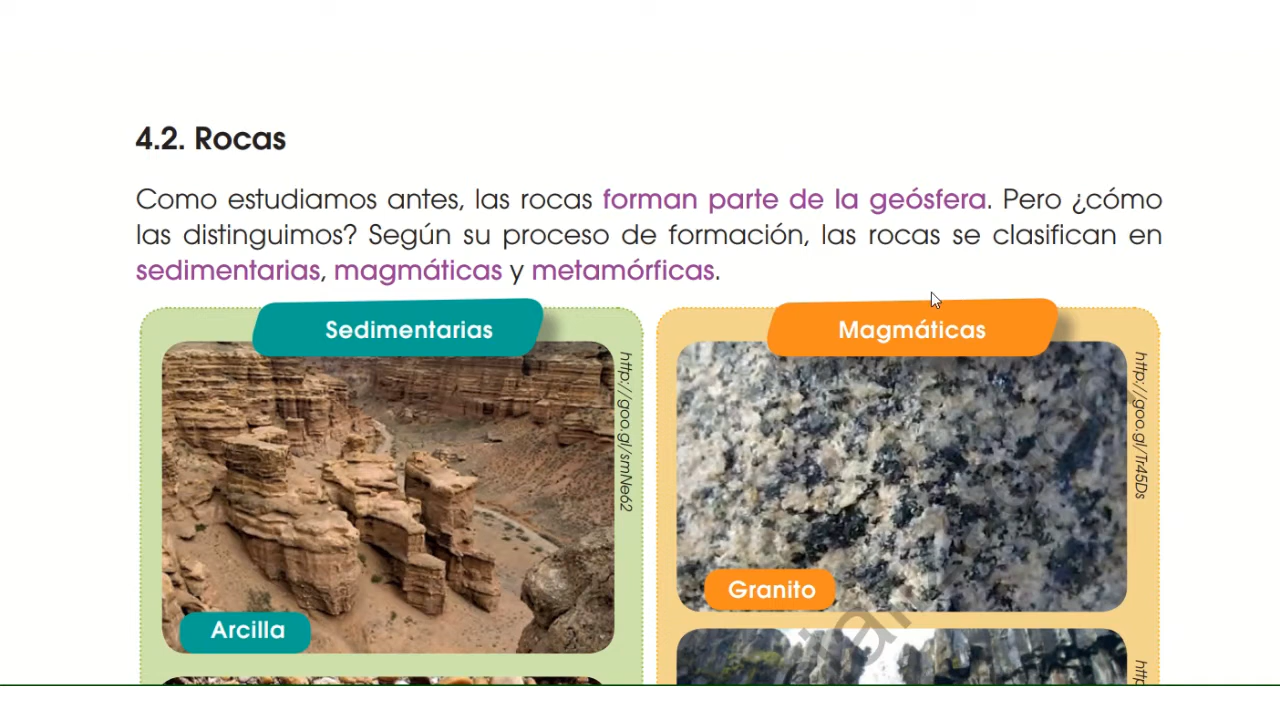 4.2. Rocas
Como estudiamos antes, las rocas forman parte de la geósfera. Pero ¿cómo
las distinguimos? Según su proceso de formación, las rocas se clasifican en
sedimentarias, magmáticas y metamórficas.
Sedimentarias
http://goo.gl/smNe62
Arcilla
Magmáticas
http://goo.gl/Tr45Ds
Granito
http